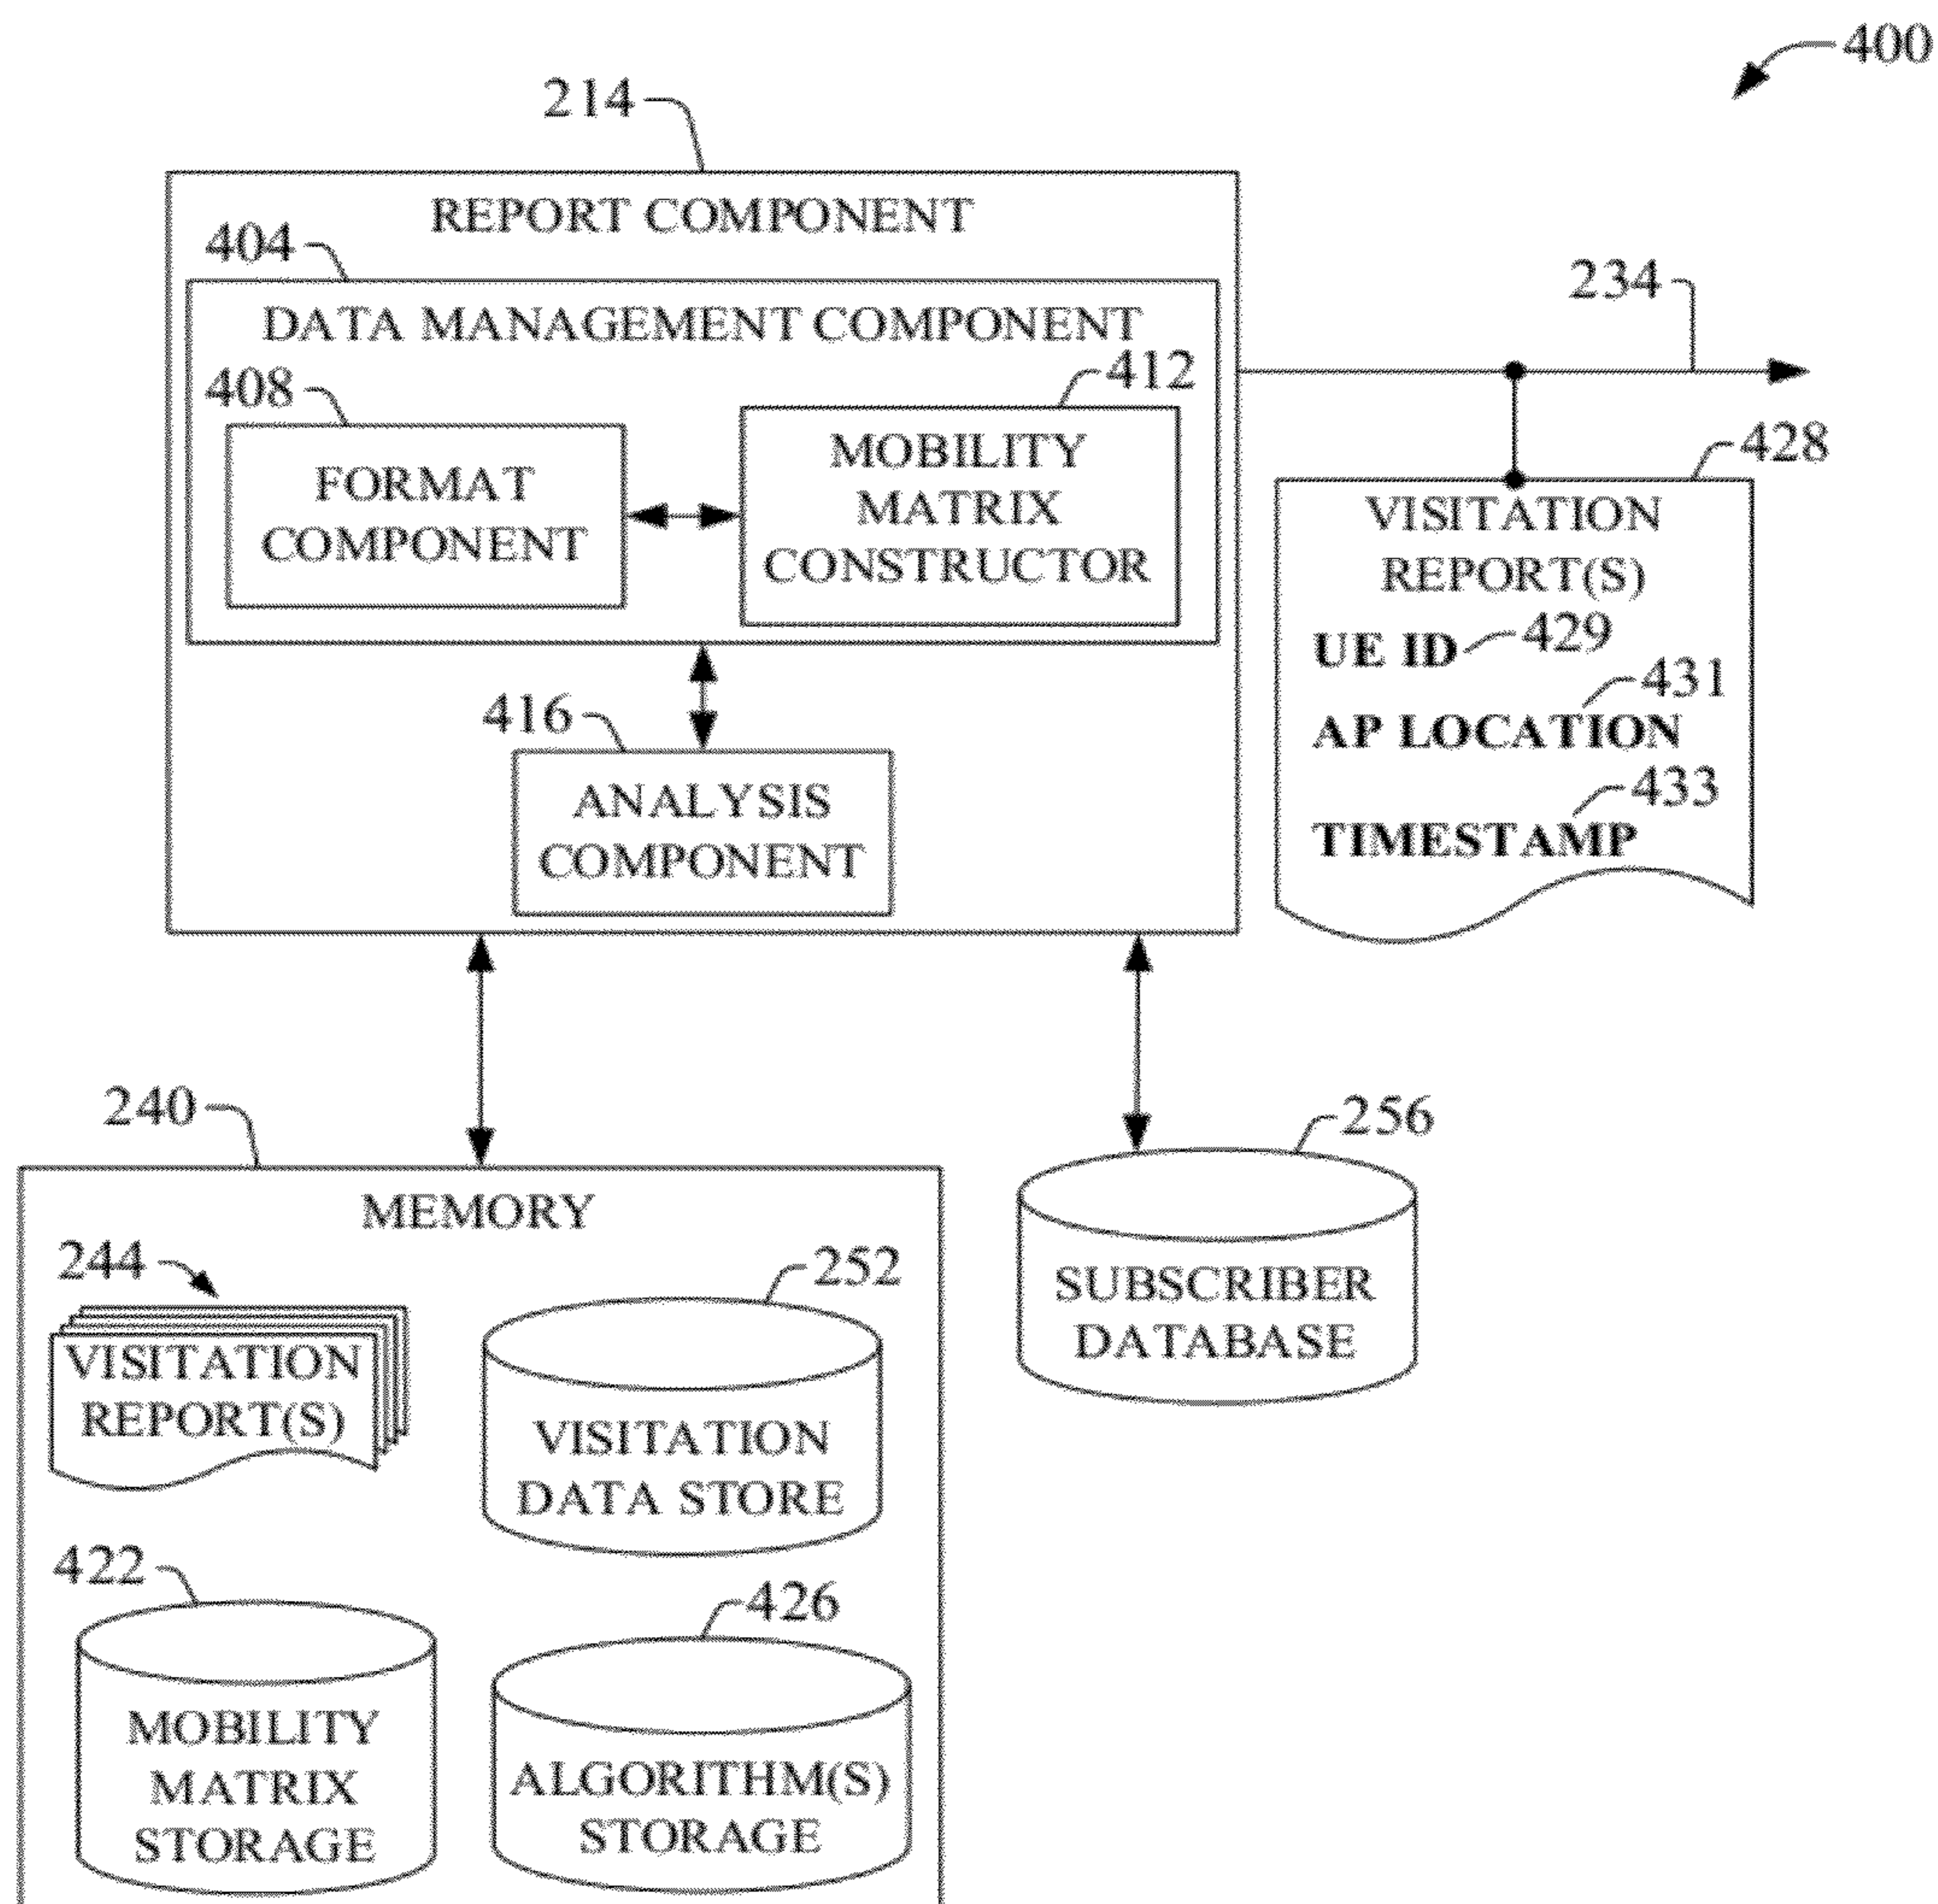 400
214
REPORT COMPONENT
404
DATA MANAGEMENT COMPONENT
408
412
FORMAT
COMPONENT
MOBILITY
MATRIX
CONSTRUCTOR
416
ANALYSIS
COMPONENT
234
428
VISITATION
REPORT(S)
UE ID
429
431
AP LOCATION
433
TIMESTAMP
240
MEMORY
244
VISITATION
REPORT(S)
252
VISITATION
DATA STORE
422
MOBILITY
MATRIX
STORAGE
426
ALGORITHM(S)
STORAGE
256
SUBSCRIBER
DATABASE